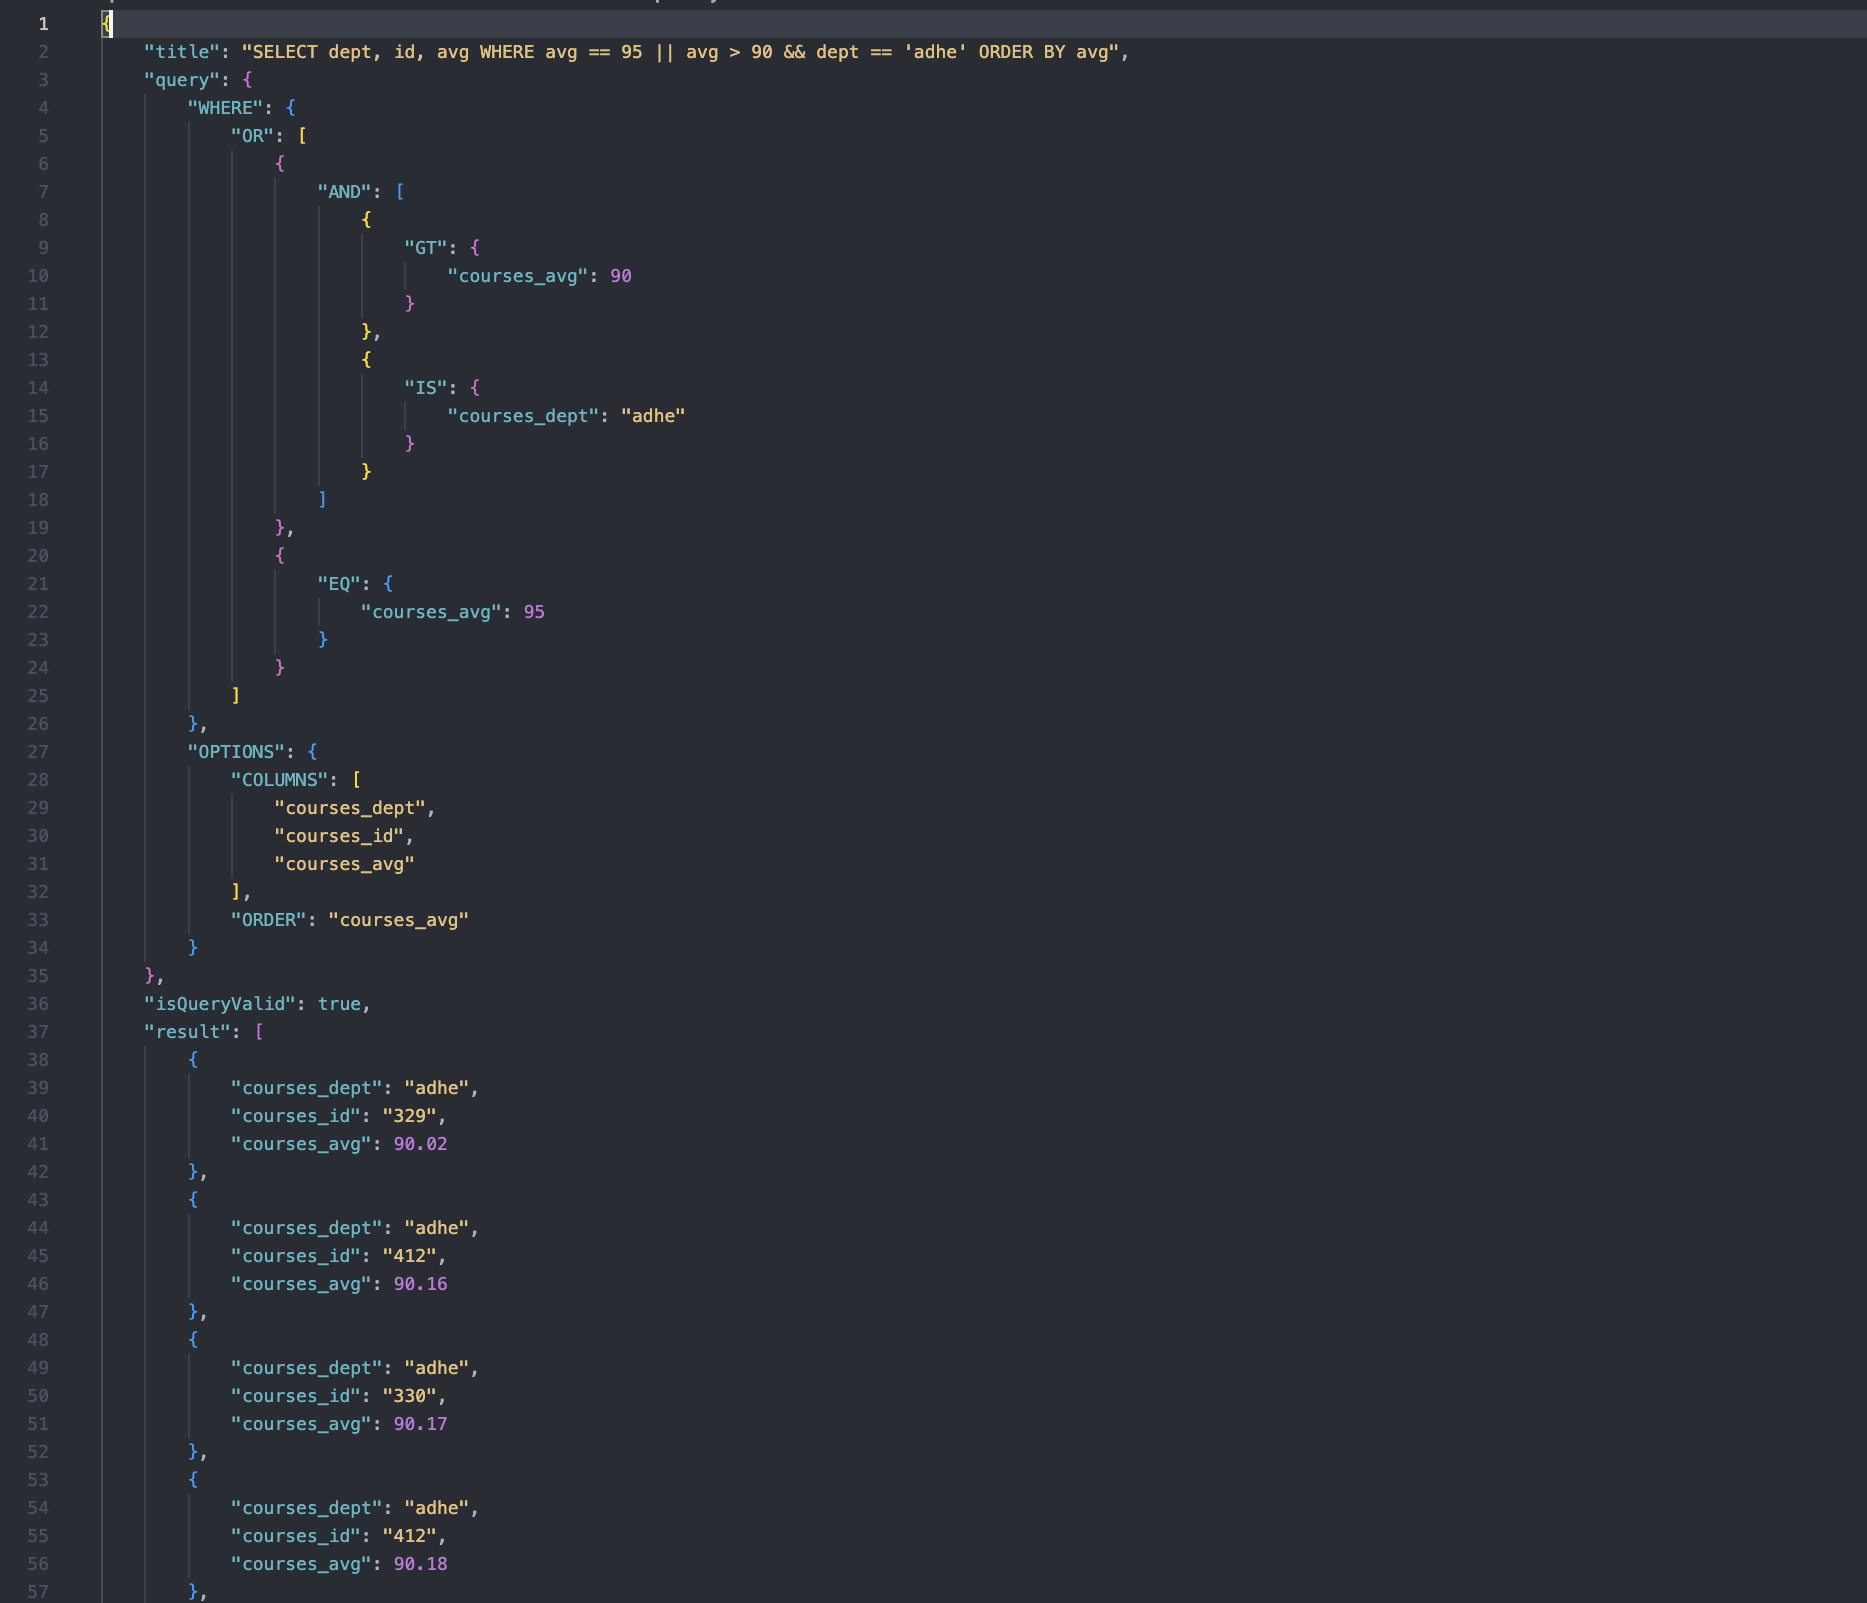 1 {
2 "title": "SELECT dept, id, avg WHERE avg == 95 || avg > 90 && dept == 'adhe' ORDER BY avg",
3 "query": {
4 "WHERE": {
5 "OR": [
6 {
7 "AND": [
8 {
9 "GT": {
10 "courses_avg": 90
11 }
12 },
13 {
14 "IS": {
15 "courses_dept": "adhe"
16 }
17 }
18 ]
19 },
20 {
21 "EQ": {
22 "courses_avg": 95
23 }
24 }
25 ]
26 },
27 "OPTIONS": {
28 "COLUMNS": [
29 "courses_dept",
30 "courses_id",
31 "courses_avg"
32 ],
33 "ORDER": "courses_avg"
34 }
35 },
36 "isQueryValid": true,
37 "result": [
38 {
39 "courses_dept": "adhe",
40 "courses_id": "329",
41 "courses_avg": 90.02
42 },
43 {
44 "courses_dept": "adhe",
45 "courses_id": "412",
46 "courses_avg": 90.16
47 },
48 {
49 "courses_dept": "adhe",
50 "courses_id": "330",
51 "courses_avg": 90.17
52 },
53 {
54 "courses_dept": "adhe",
55 "courses_id": "412",
56 "courses_avg": 90.18
57 },